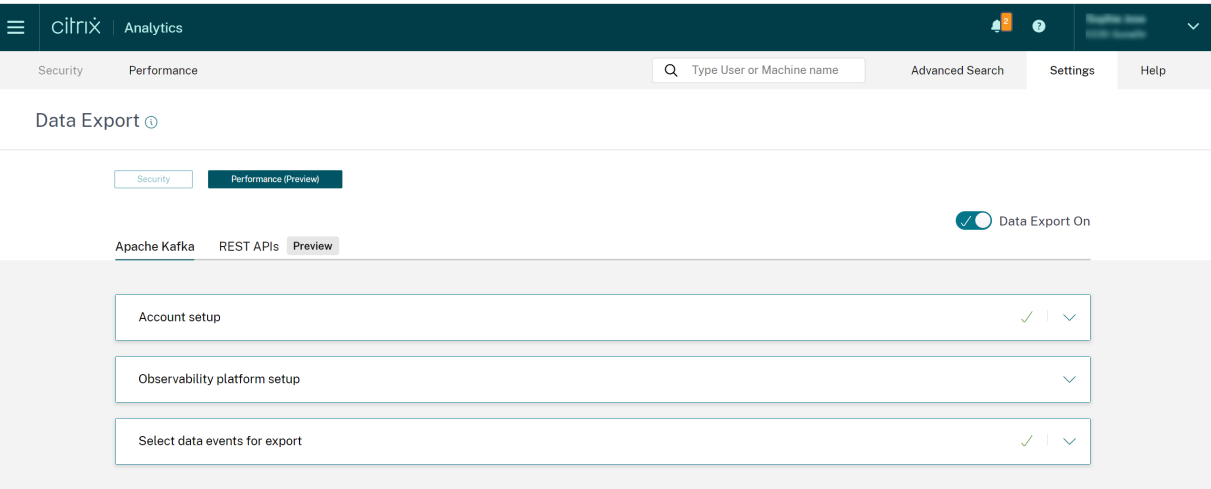 citrix | Analytics
2
?
Security Performance
Type User or Machine name
Advanced Search Settings Help
Data Export
Security Performance (Preview)
Data Export On
Apache Kafka REST APIs Preview
Account setup
Observability platform setup
Select data events for export